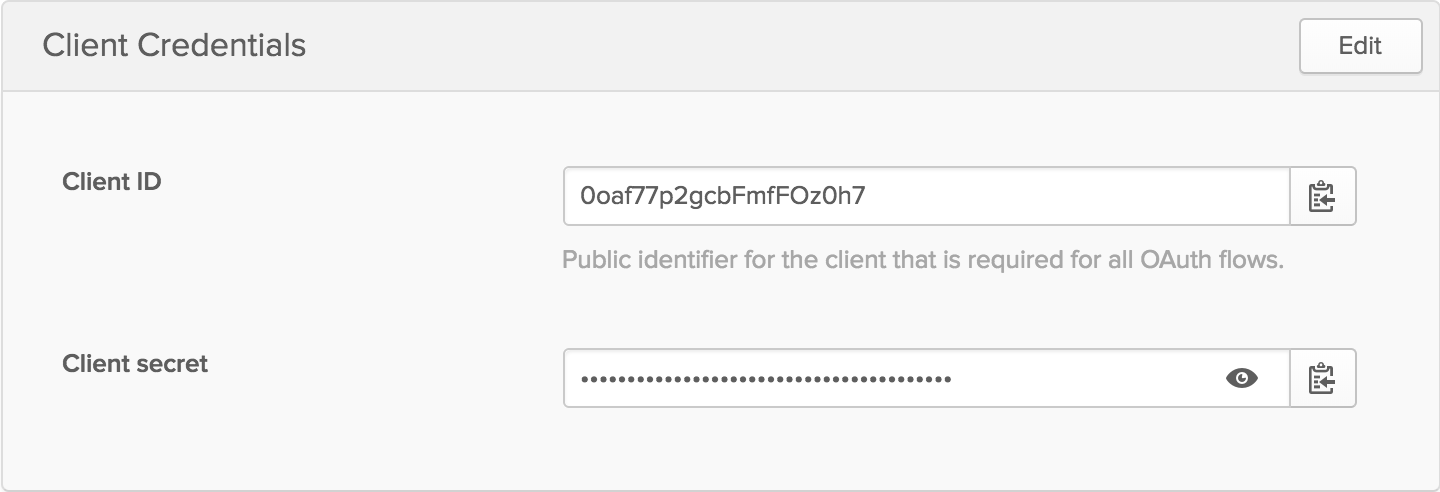 Client Credentials
Edit
Client ID
0oaf77p2gcbFmfFOz0h7
Public identifier for the client that is required for all OAuth flows.
Client secret
••••••••••••••••••••••••••••••••••••••••